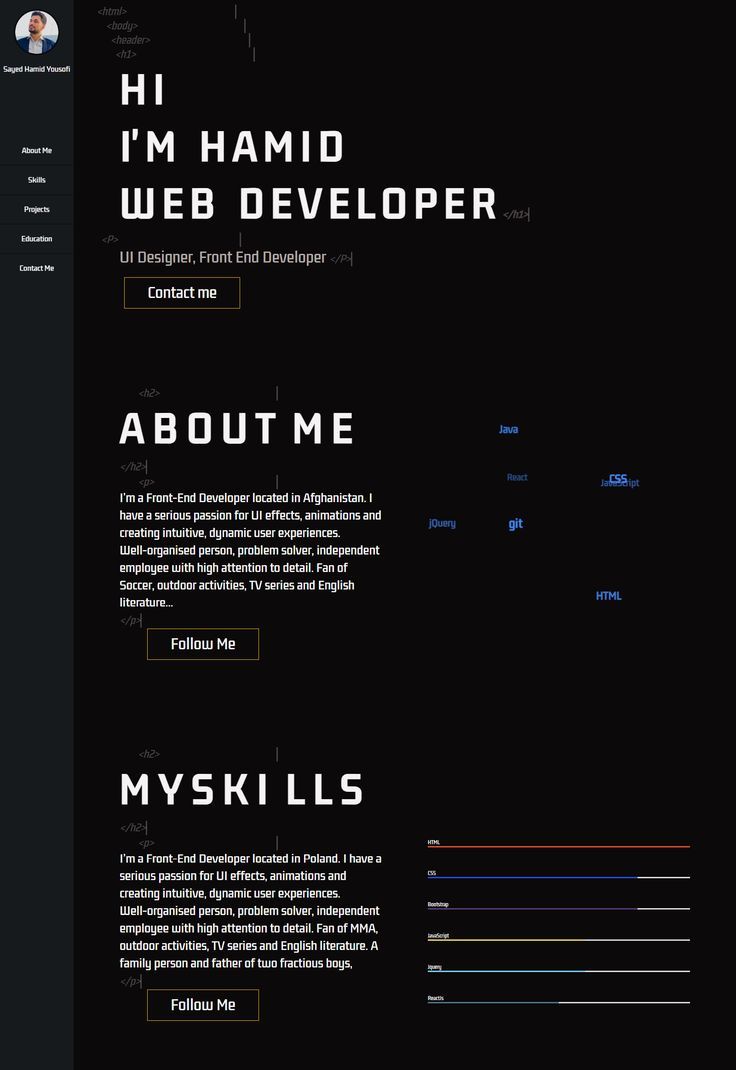 Sayed Hamid Yousofi
About Me
Skills
Projects
Education
Contact Me
<html>
<body>
<header>
<h1>
HI
I'M HAMID
WEB DEVELOPER </h1>
<P>
UI Designer, Front End Developer </P>
Contact me
<h2>
ABOUT ME
</h2>
<p>
I'm a Front-End Developer located in Afghanistan. I
have a serious passion for UI effects, animations and
creating intuitive, dynamic user experiences.
Well-organised person, problem solver, independent
employee with high attention to detail. Fan of
Soccer, outdoor activities, TV series and English
literature...
</p>
Follow Me
Java
React
CSS
JavaScript
jQuery
git
HTML
<h2>
MYSKI LLS
</h2>
<p>
I'm a Front-End Developer located in Poland. I have a
serious passion for UI effects, animations and
creating intuitive, dynamic user experiences.
Well-organised person, problem solver, independent
employee with high attention to detail. Fan of MMA,
outdoor activities, TV series and English literature. A
family person and father of two fractious boys,
</p>
Follow Me
HTML
CSS
Bootstrap
JavaScript
Jquery
ReactJs